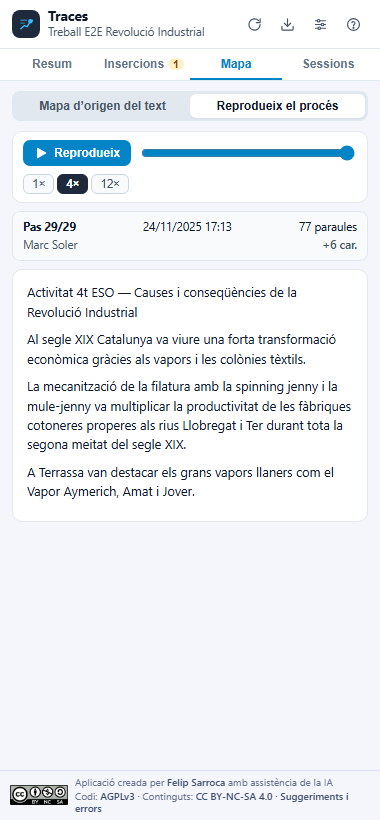 Traces
Treball E2E Revolució Industrial
Resum
Insercions 1
Mapa
Sessions
Mapa d'origen del text
Reprodueix el procés
Reprodueix
1×
4×
12×
Pas 29/29
24/11/2025 17:13
77 paraules
Marc Soler
+6 car.
Activitat 4t ESO — Causes i conseqüències de la
Revolució Industrial
Al segle XIX Catalunya va viure una forta transformació
econòmica gràcies als vapors i les colònies tèxtils.
La mecanització de la filatura amb la spinning jenny i la
mule-jenny va multiplicar la productivitat de les fàbriques
cotoneres properes als rius Llobregat i Ter durant tota la
segona meitat del segle XIX.
A Terrassa van destacar els grans vapors llaners com el
Vapor Aymerich, Amat i Jover.
cc
BY NC SA
Aplicació creada per Felip Sarroca amb assistència de la IA
Codi: AGPLv3 · Continguts: CC BY-NC-SA 4.0 · Suggeriments i
errors